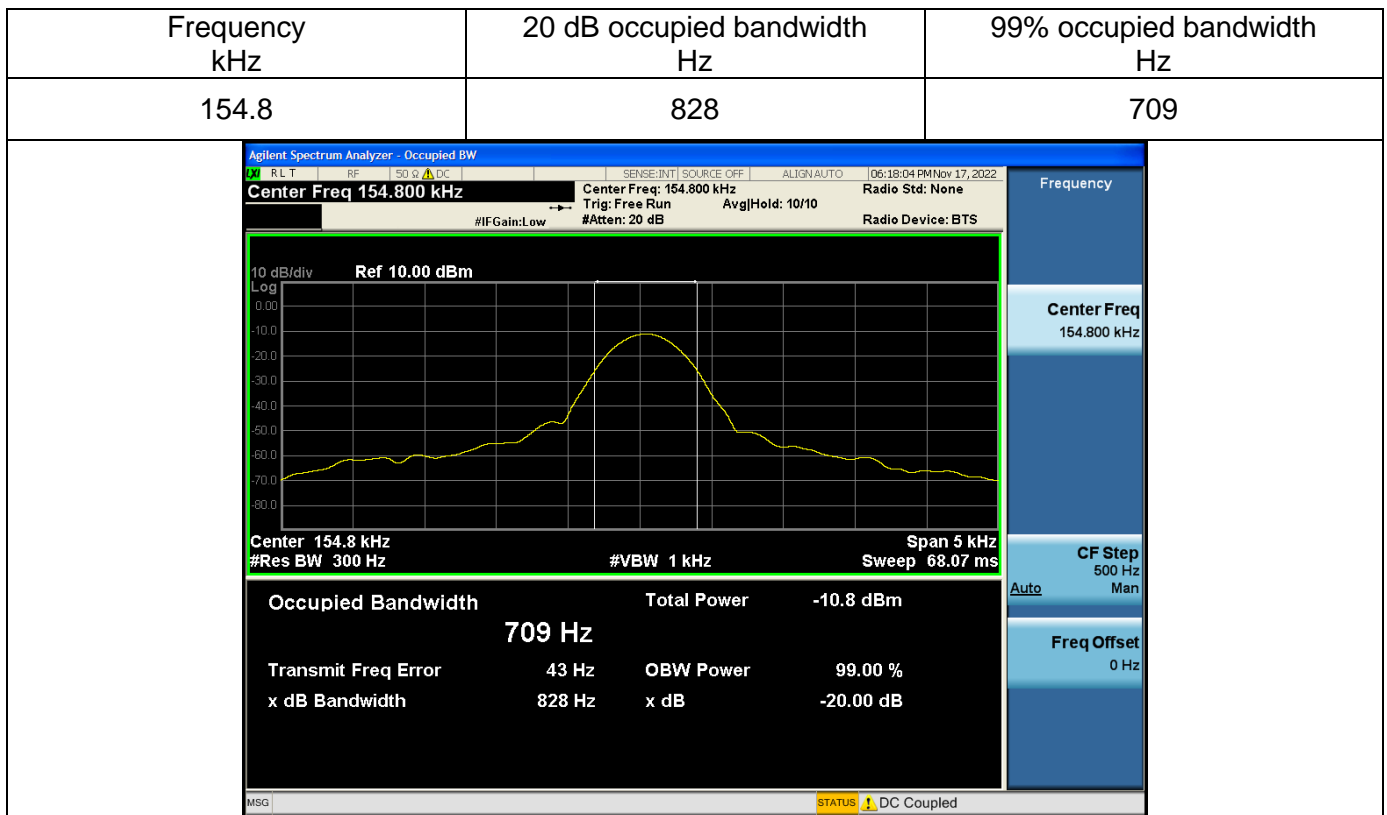 Frequency
kHz
20 dB occupied bandwidth
Hz
99% occupied bandwidth
Hz
154.8
828
709
Agilent Spectrum Analyzer - Occupied BW
LXI RLT RF 50 Ω DC SENSE:INT SOURCE OFF ALIGN AUTO 06:18:04 PM Nov 17, 2022
Center Freq 154.800 kHz
Center Freq: 154.800 kHz
Radio Std: None
Trig: Free Run Avg|Hold: 10/10
#IFGain:Low
#Atten: 20 dB
Radio Device: BTS
10 dB/div Ref 10.00 dBm
Log
0.00
-10.0
-20.0
-30.0
-40.0
-50.0
-60.0
-70.0
-80.0
Center 154.8 kHz Span 5 kHz
#Res BW 300 Hz #VBW 1 kHz Sweep 68.07 ms
Occupied Bandwidth Total Power -10.8 dBm
709 Hz
Transmit Freq Error 43 Hz OBW Power 99.00 %
x dB Bandwidth 828 Hz x dB -20.00 dB
MSG STATUS DC Coupled
Frequency
Center Freq
154.800 kHz
CF Step
500 Hz
Auto Man
Freq Offset
0 Hz